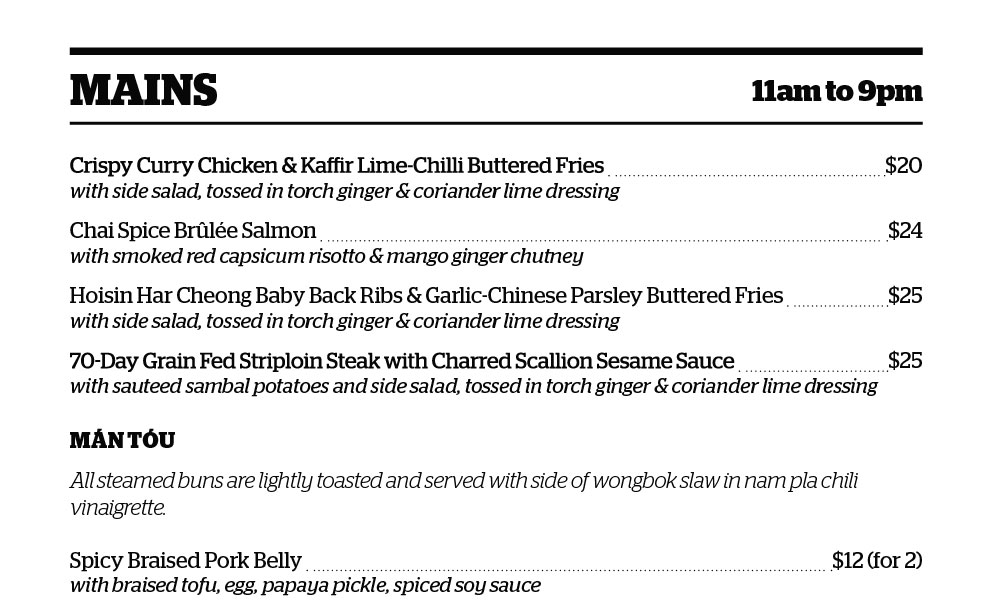 MAINS 11am to 9pm
Crispy Curry Chicken & Kaffir Lime-Chilli Buttered Fries $20
with side salad, tossed in torch ginger & coriander lime dressing
Chai Spice Brûlée Salmon $24
with smoked red capsicum risotto & mango ginger chutney
Hoisin Har Cheong Baby Back Ribs & Garlic-Chinese Parsley Buttered Fries $25
with side salad, tossed in torch ginger & coriander lime dressing
70-Day Grain Fed Striploin Steak with Charred Scallion Sesame Sauce $25
with sauteed sambal potatoes and side salad, tossed in torch ginger & coriander lime dressing
MÁN TÓU
All steamed buns are lightly toasted and served with side of wongbok slaw in nam pla chili
vinaigrette.
Spicy Braised Pork Belly $12 (for 2)
with braised tofu, egg, papaya pickle, spiced soy sauce